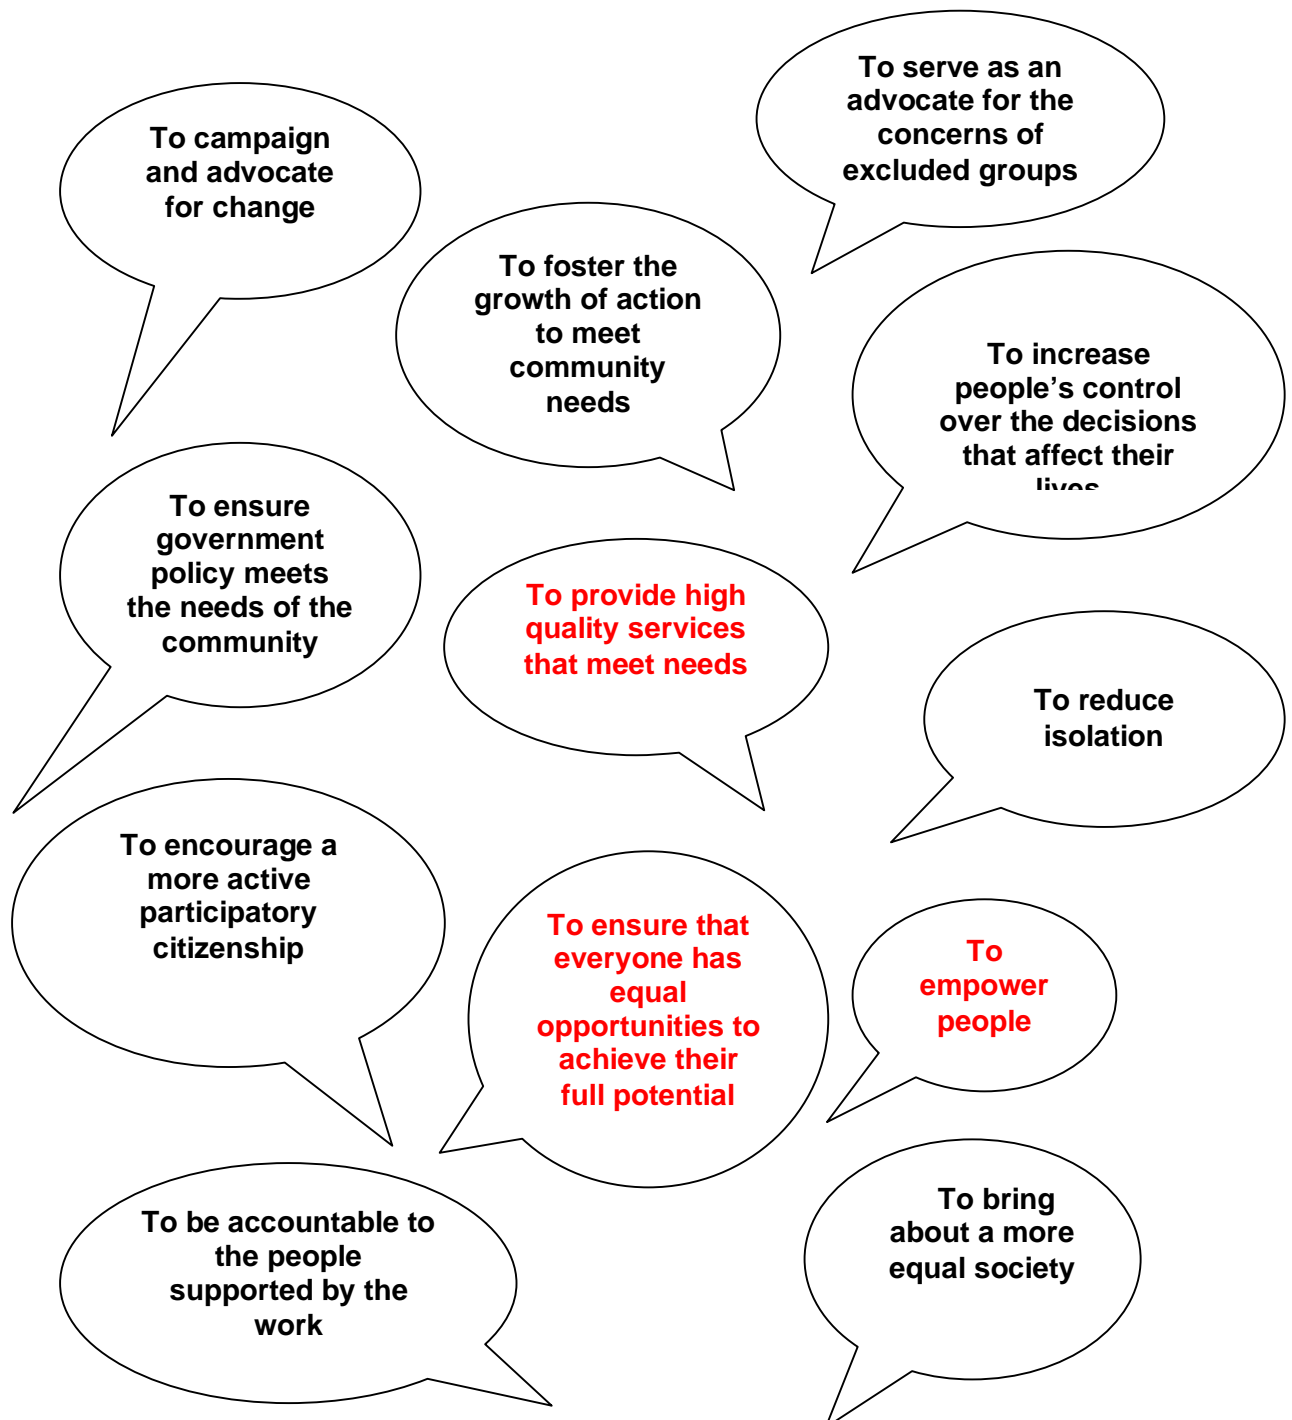 To campaign
and advocate
for change
To serve as an
advocate for the
concerns of
excluded groups
To foster the
growth of action
to meet
community
needs
To increase
people’s control
over the decisions
that affect their
lives
To ensure
government
policy meets
the needs of the
community
To provide high
quality services
that meet needs
To reduce
isolation
To encourage a
more active
participatory
citizenship
To ensure that
everyone has
equal
opportunities to
achieve their
full potential
To
empower
people
To be accountable to
the people
supported by the
work
To bring
about a more
equal society